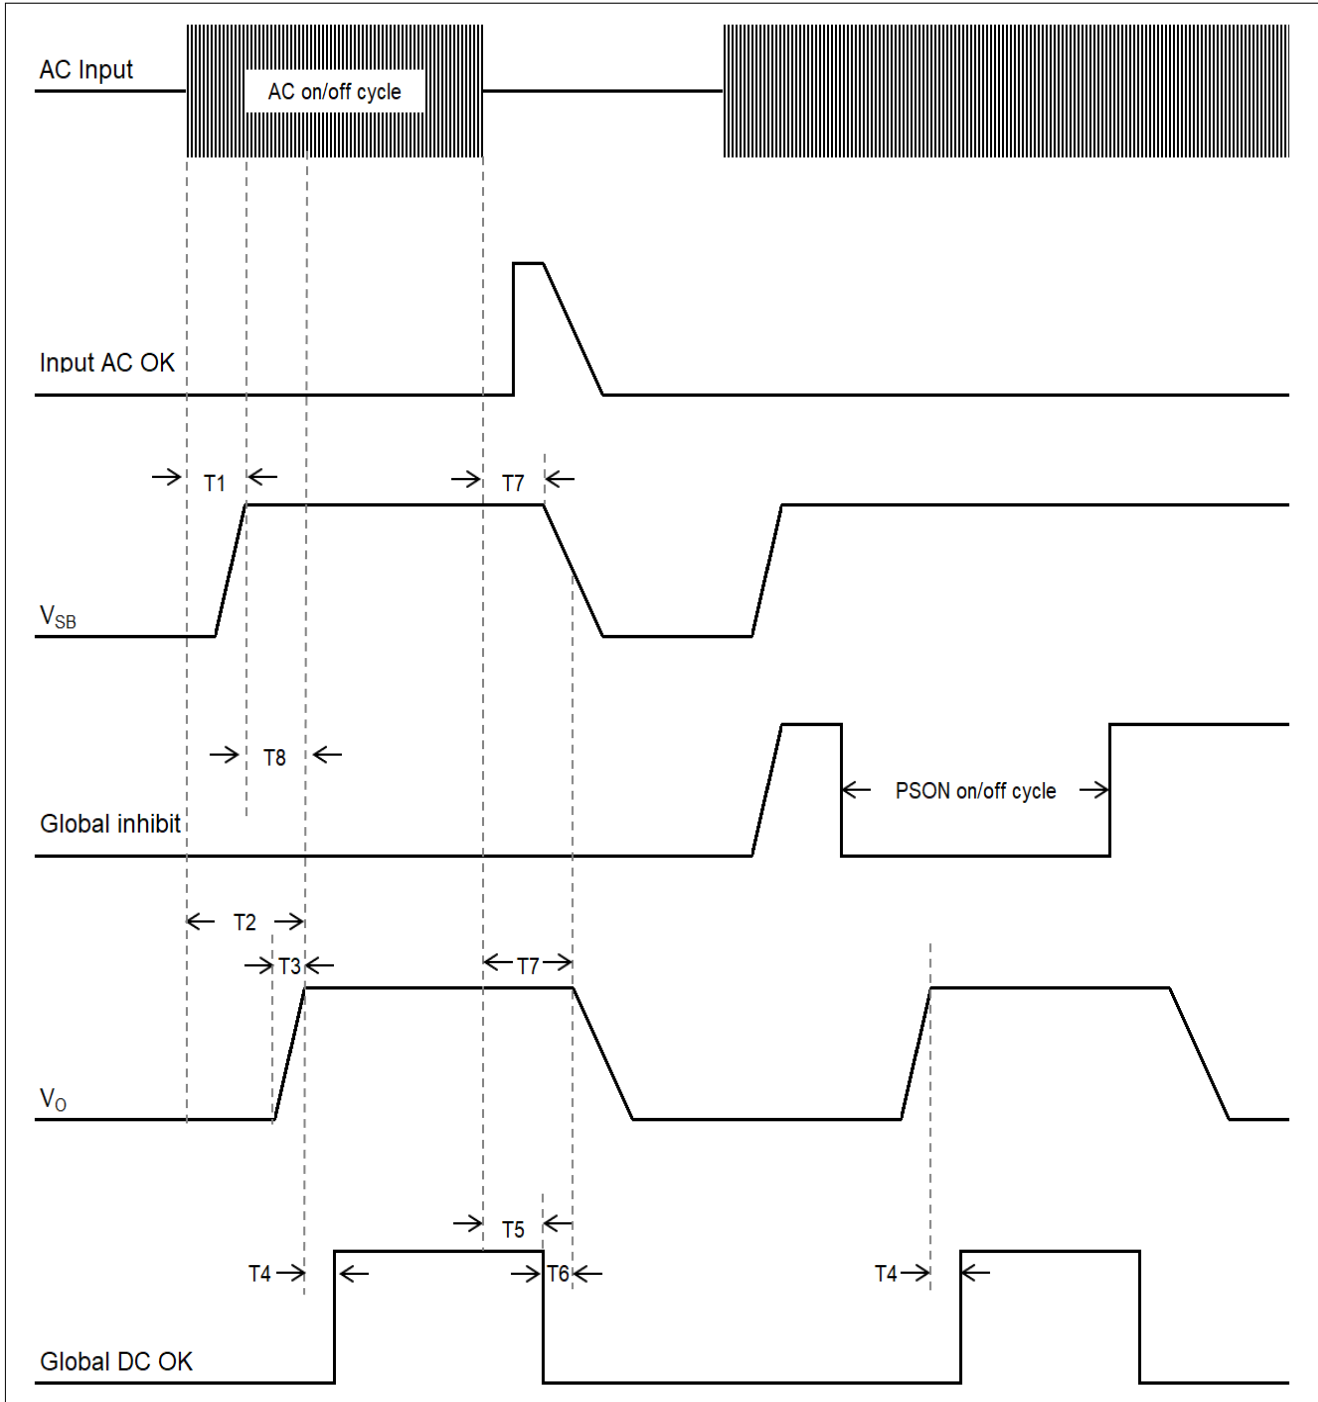 AC Input
AC on/off cycle
Input AC OK
T1
T7
VSB
T8
PSON on/off cycle
Global inhibit
T2
T3
T7
VO
T5
T4
T6
T4
Global DC OK